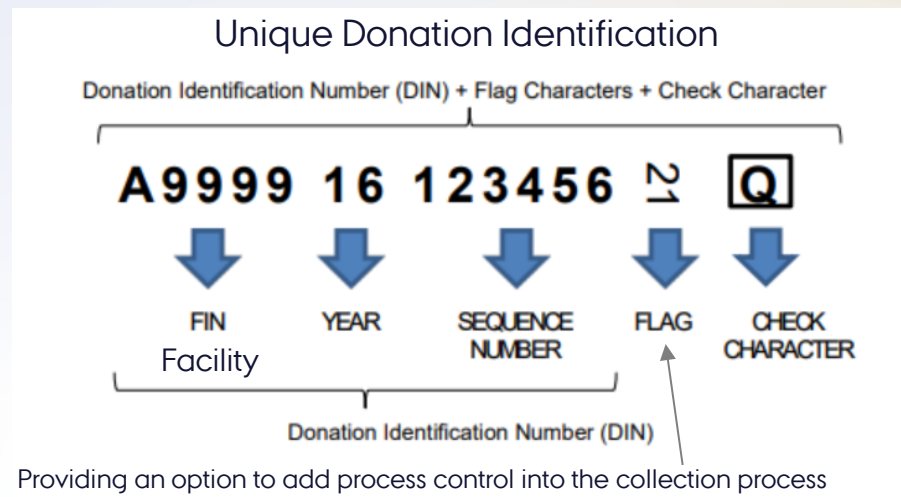 Unique Donation Identification
Donation Identification Number (DIN) + Flag Characters + Check Character
A9999 16 123456 21 Q
FIN YEAR SEQUENCE NUMBER FLAG CHECK CHARACTER
Facility
Donation Identification Number (DIN)
Providing an option to add process control into the collection process